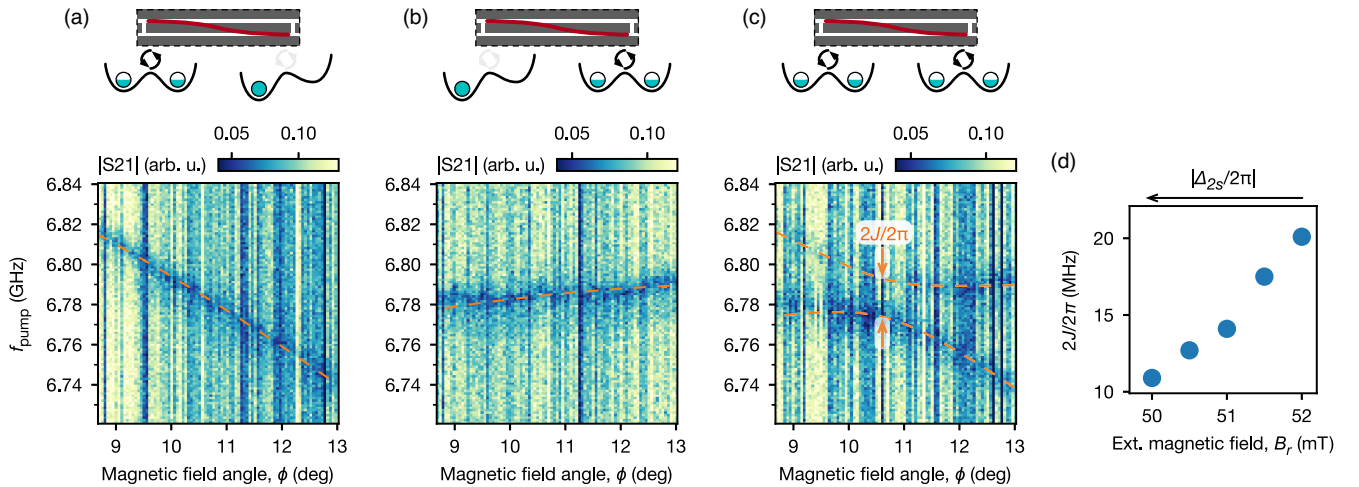 (a)
(b)
(c)
0.05 0.10
0.05 0.10
0.05 0.10
|S21| (arb. u.)
|S21| (arb. u.)
|S21| (arb. u.)
(d)
6.84
6.82
6.80
6.78
6.76
6.74
f_pump (GHz)
9 10 11 12 13
Magnetic field angle, ϕ (deg)
6.84
6.82
6.80
6.78
6.76
6.74
9 10 11 12 13
Magnetic field angle, ϕ (deg)
6.84
6.82
6.80
6.78
6.76
6.74
2J/2π
9 10 11 12 13
Magnetic field angle, ϕ (deg)
|Δ2s/2π|
20
15
10
2J/2π (MHz)
50 51 52
Ext. magnetic field, Br (mT)